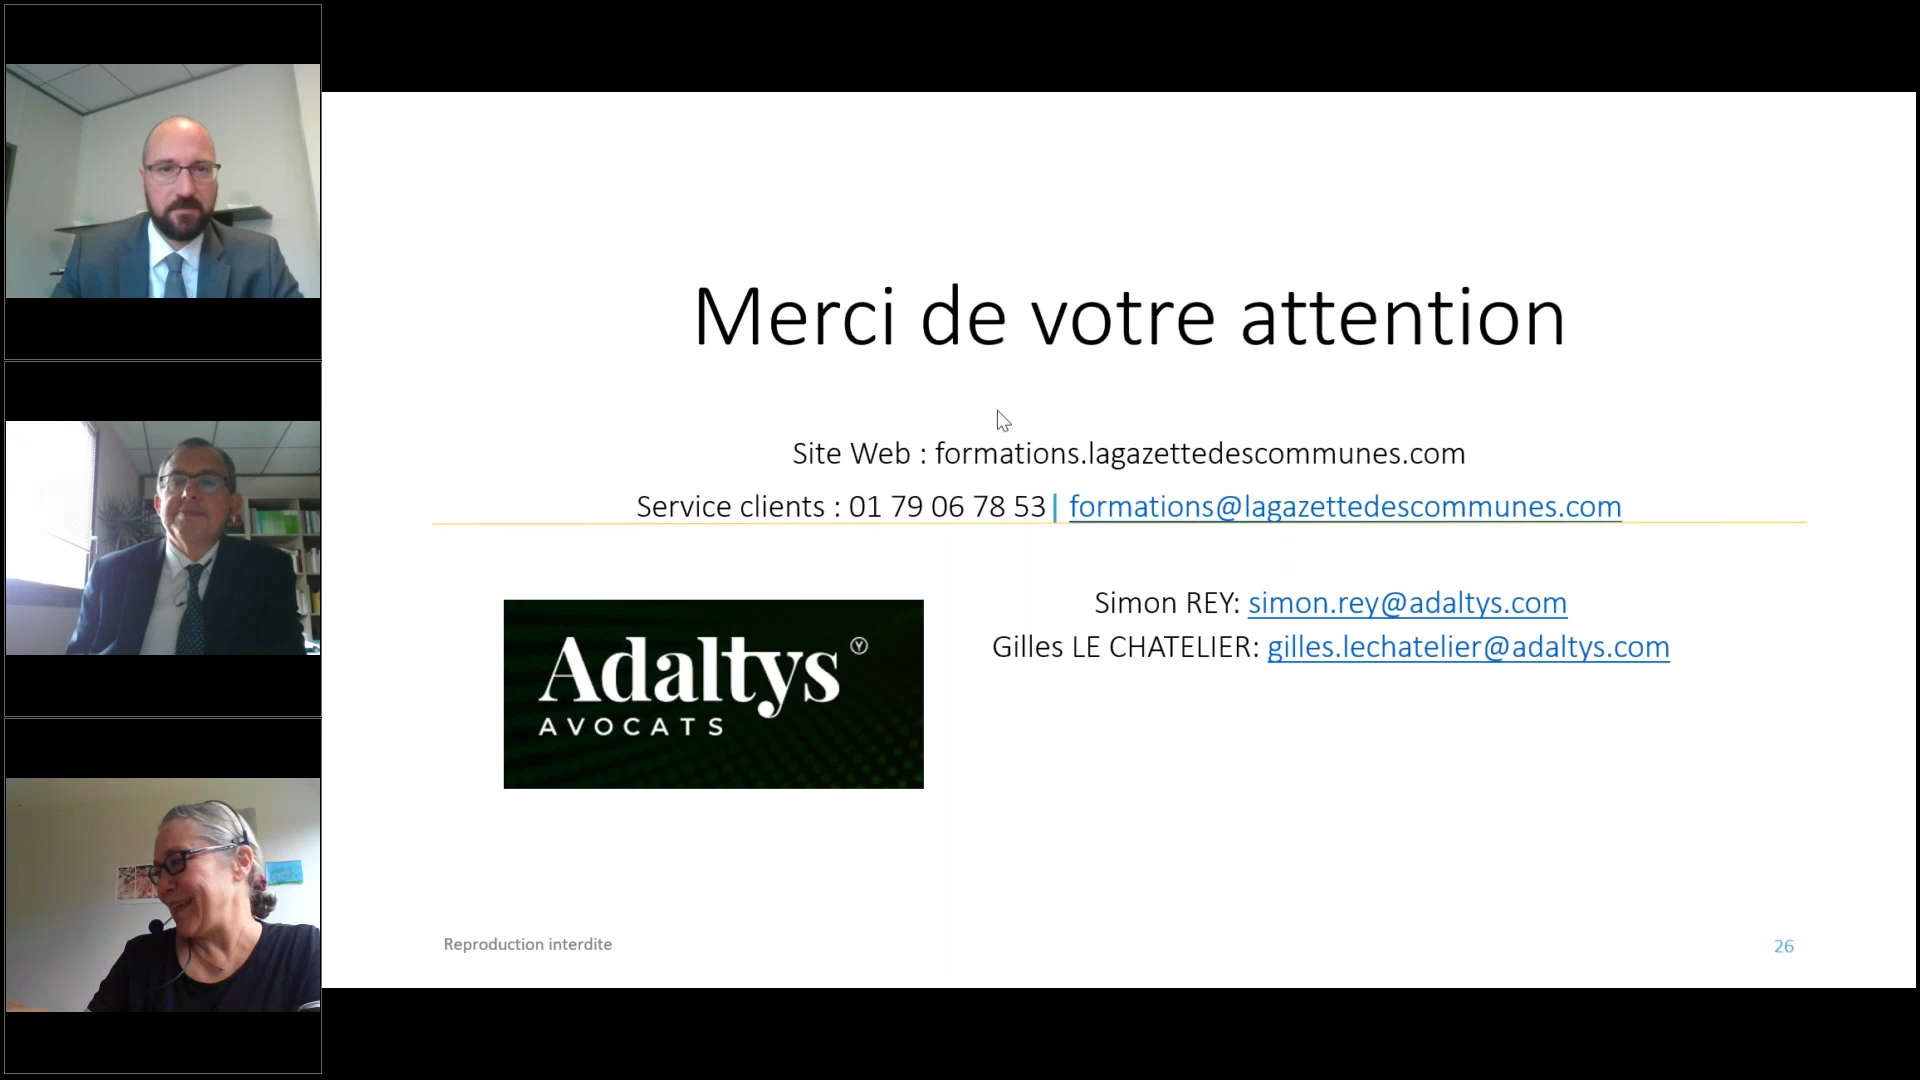 Merci de votre attention
Site Web : formations.lagazettedescommunes.com
Service clients : 01 79 06 78 53| formations@lagazettedescommunes.com
Simon REY: simon.rey@adaltys.com
Gilles LE CHATELIER: gilles.lechatelier@adaltys.com
Adaltys Ⓨ
AVOCATS
Reproduction interdite
26